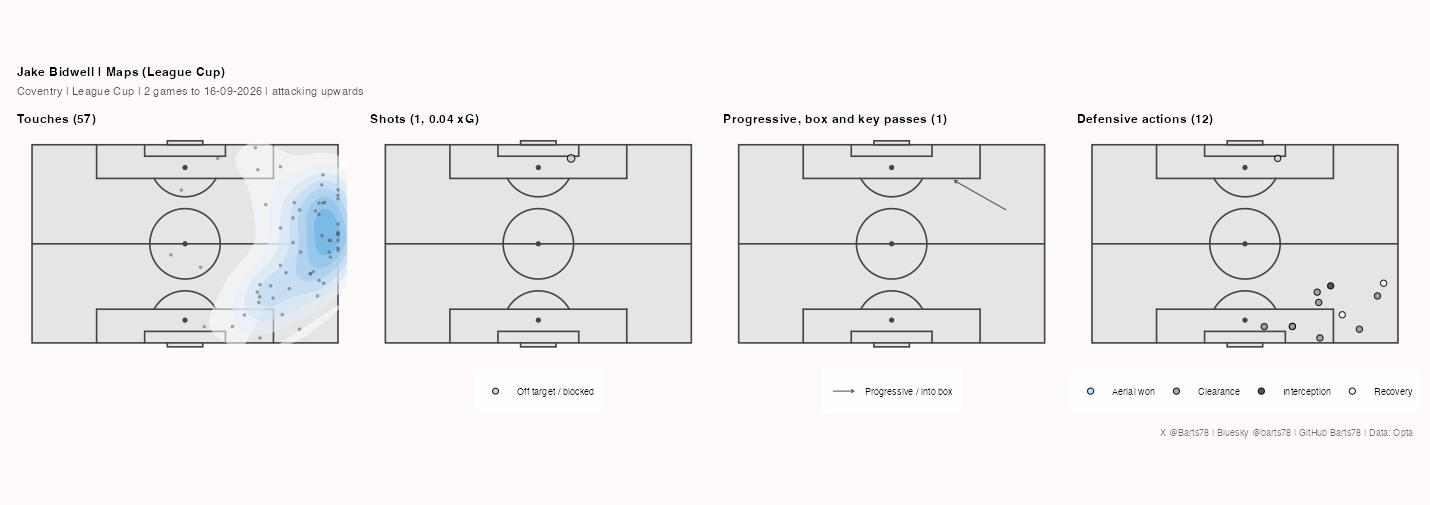 Jake Bidwell | Maps (League Cup)
Coventry | League Cup | 2 games to 16-09-2026 | attacking upwards
Touches (57)
Shots (1, 0.04 xG)
Progressive, box and key passes (1)
Defensive actions (12)
Off target / blocked
Progressive / into box
Aerial won
Clearance
Interception
Recovery
X @Barts78 | Bluesky @barts78 | GitHub Barts78 | Data: Opta